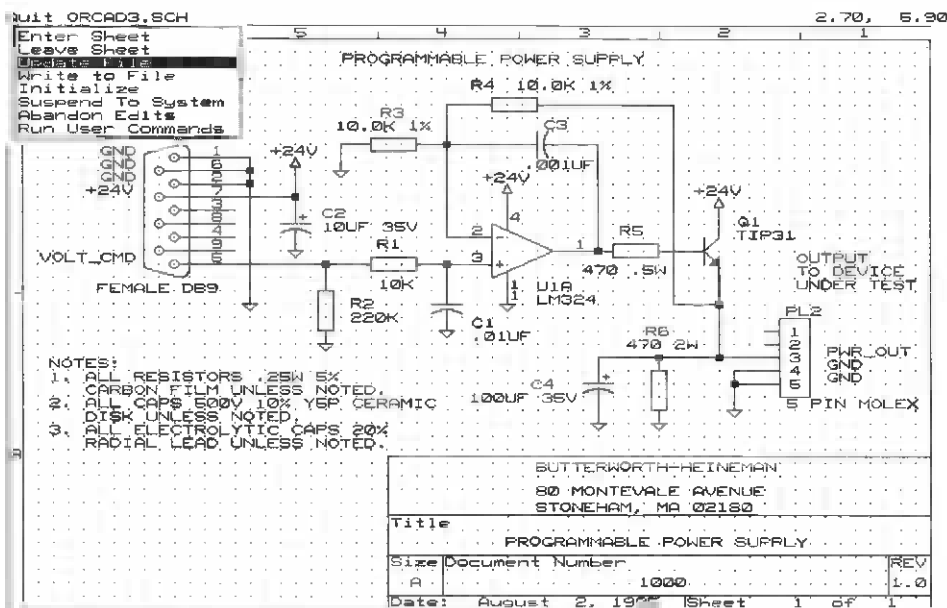 Quit ORCAD3.SCH
2.70, 6.90
Enter Sheet
Leave Sheet
Update File
Write to File
Initialize
Suspend To System
Abandon Edits
Run User Commands
5 4 3 2 1
PROGRAMMABLE POWER SUPPLY
R4 10.0K 1%
R3
10.0K 1%
C3
.001UF
GND
GND
GND
+24V
1
6
2
7
3
8
4
9
5
VOLT_CMD
FEMALE DB9
+24V
C2
10UF 35V
R1
10K
R2
220K
C1
.01UF
+24V
4
2
3
1
11
U1A
LM324
R5
470 .5W
+24V
Q1
TIP31
OUTPUT
TO DEVICE
UNDER TEST
PL2
1
2
3
4
5
PWR_OUT
GND
GND
5 PIN MOLEX
R6
470 2W
C4
100UF 35V
NOTES:
1. ALL RESISTORS .25W 5%
CARBON FILM UNLESS NOTED.
2. ALL CAPS 500V 10% Y5P CERAMIC
DISK UNLESS NOTED.
3. ALL ELECTROLYTIC CAPS 20%
RADIAL LEAD UNLESS NOTED.
BUTTERWORTH-HEINEMAN
80 MONTEVALE AVENUE
STONEHAM, MA 02180
Title
PROGRAMMABLE POWER SUPPLY
Size Document Number REV
A 1000 1.0
Date: August 2, Sheet 1 of 1